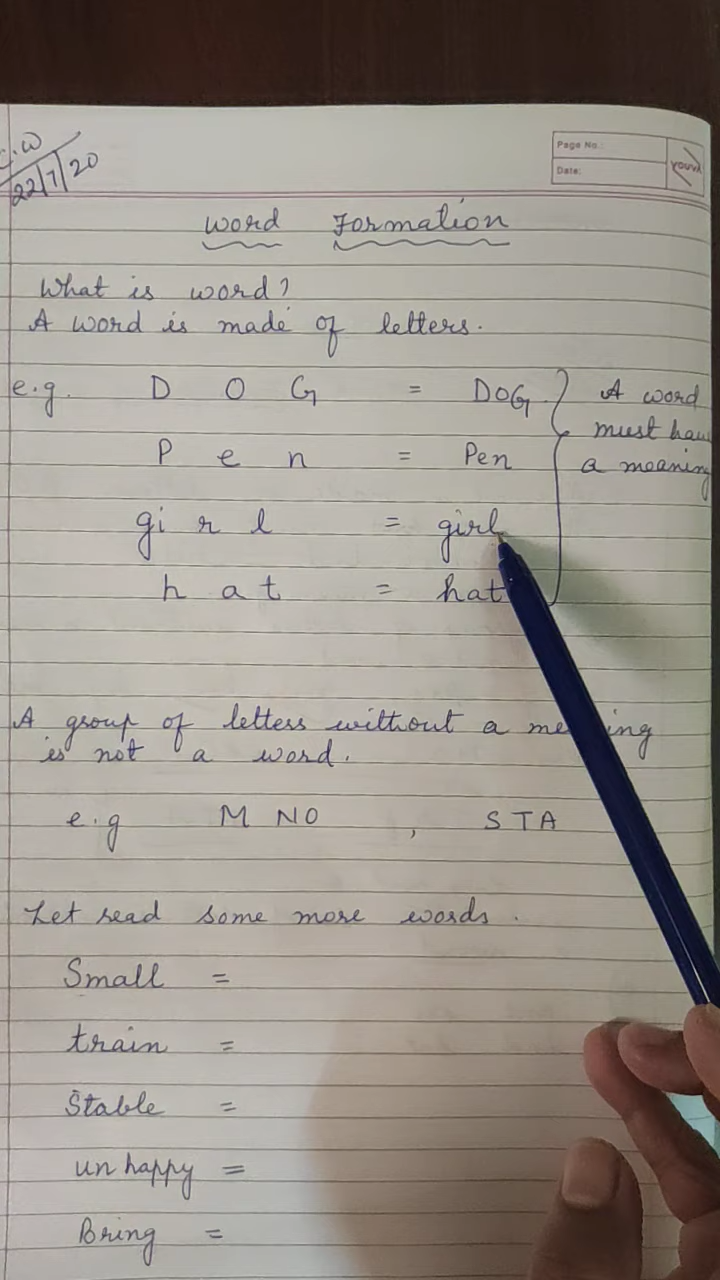 C.W
22/7/20
Page No.:
Date:
Youva
Word Formation
What is word?
A word is made of letters.
e.g. D O G = DOG
A word
must hav
P e n = Pen
a meaning
gi r l = girl
h a t = hat
A group of letters without a me ing
is not a word.
e.g M NO , S T A
Let read some more words.
Small =
train =
Stable =
un happy =
Bring =